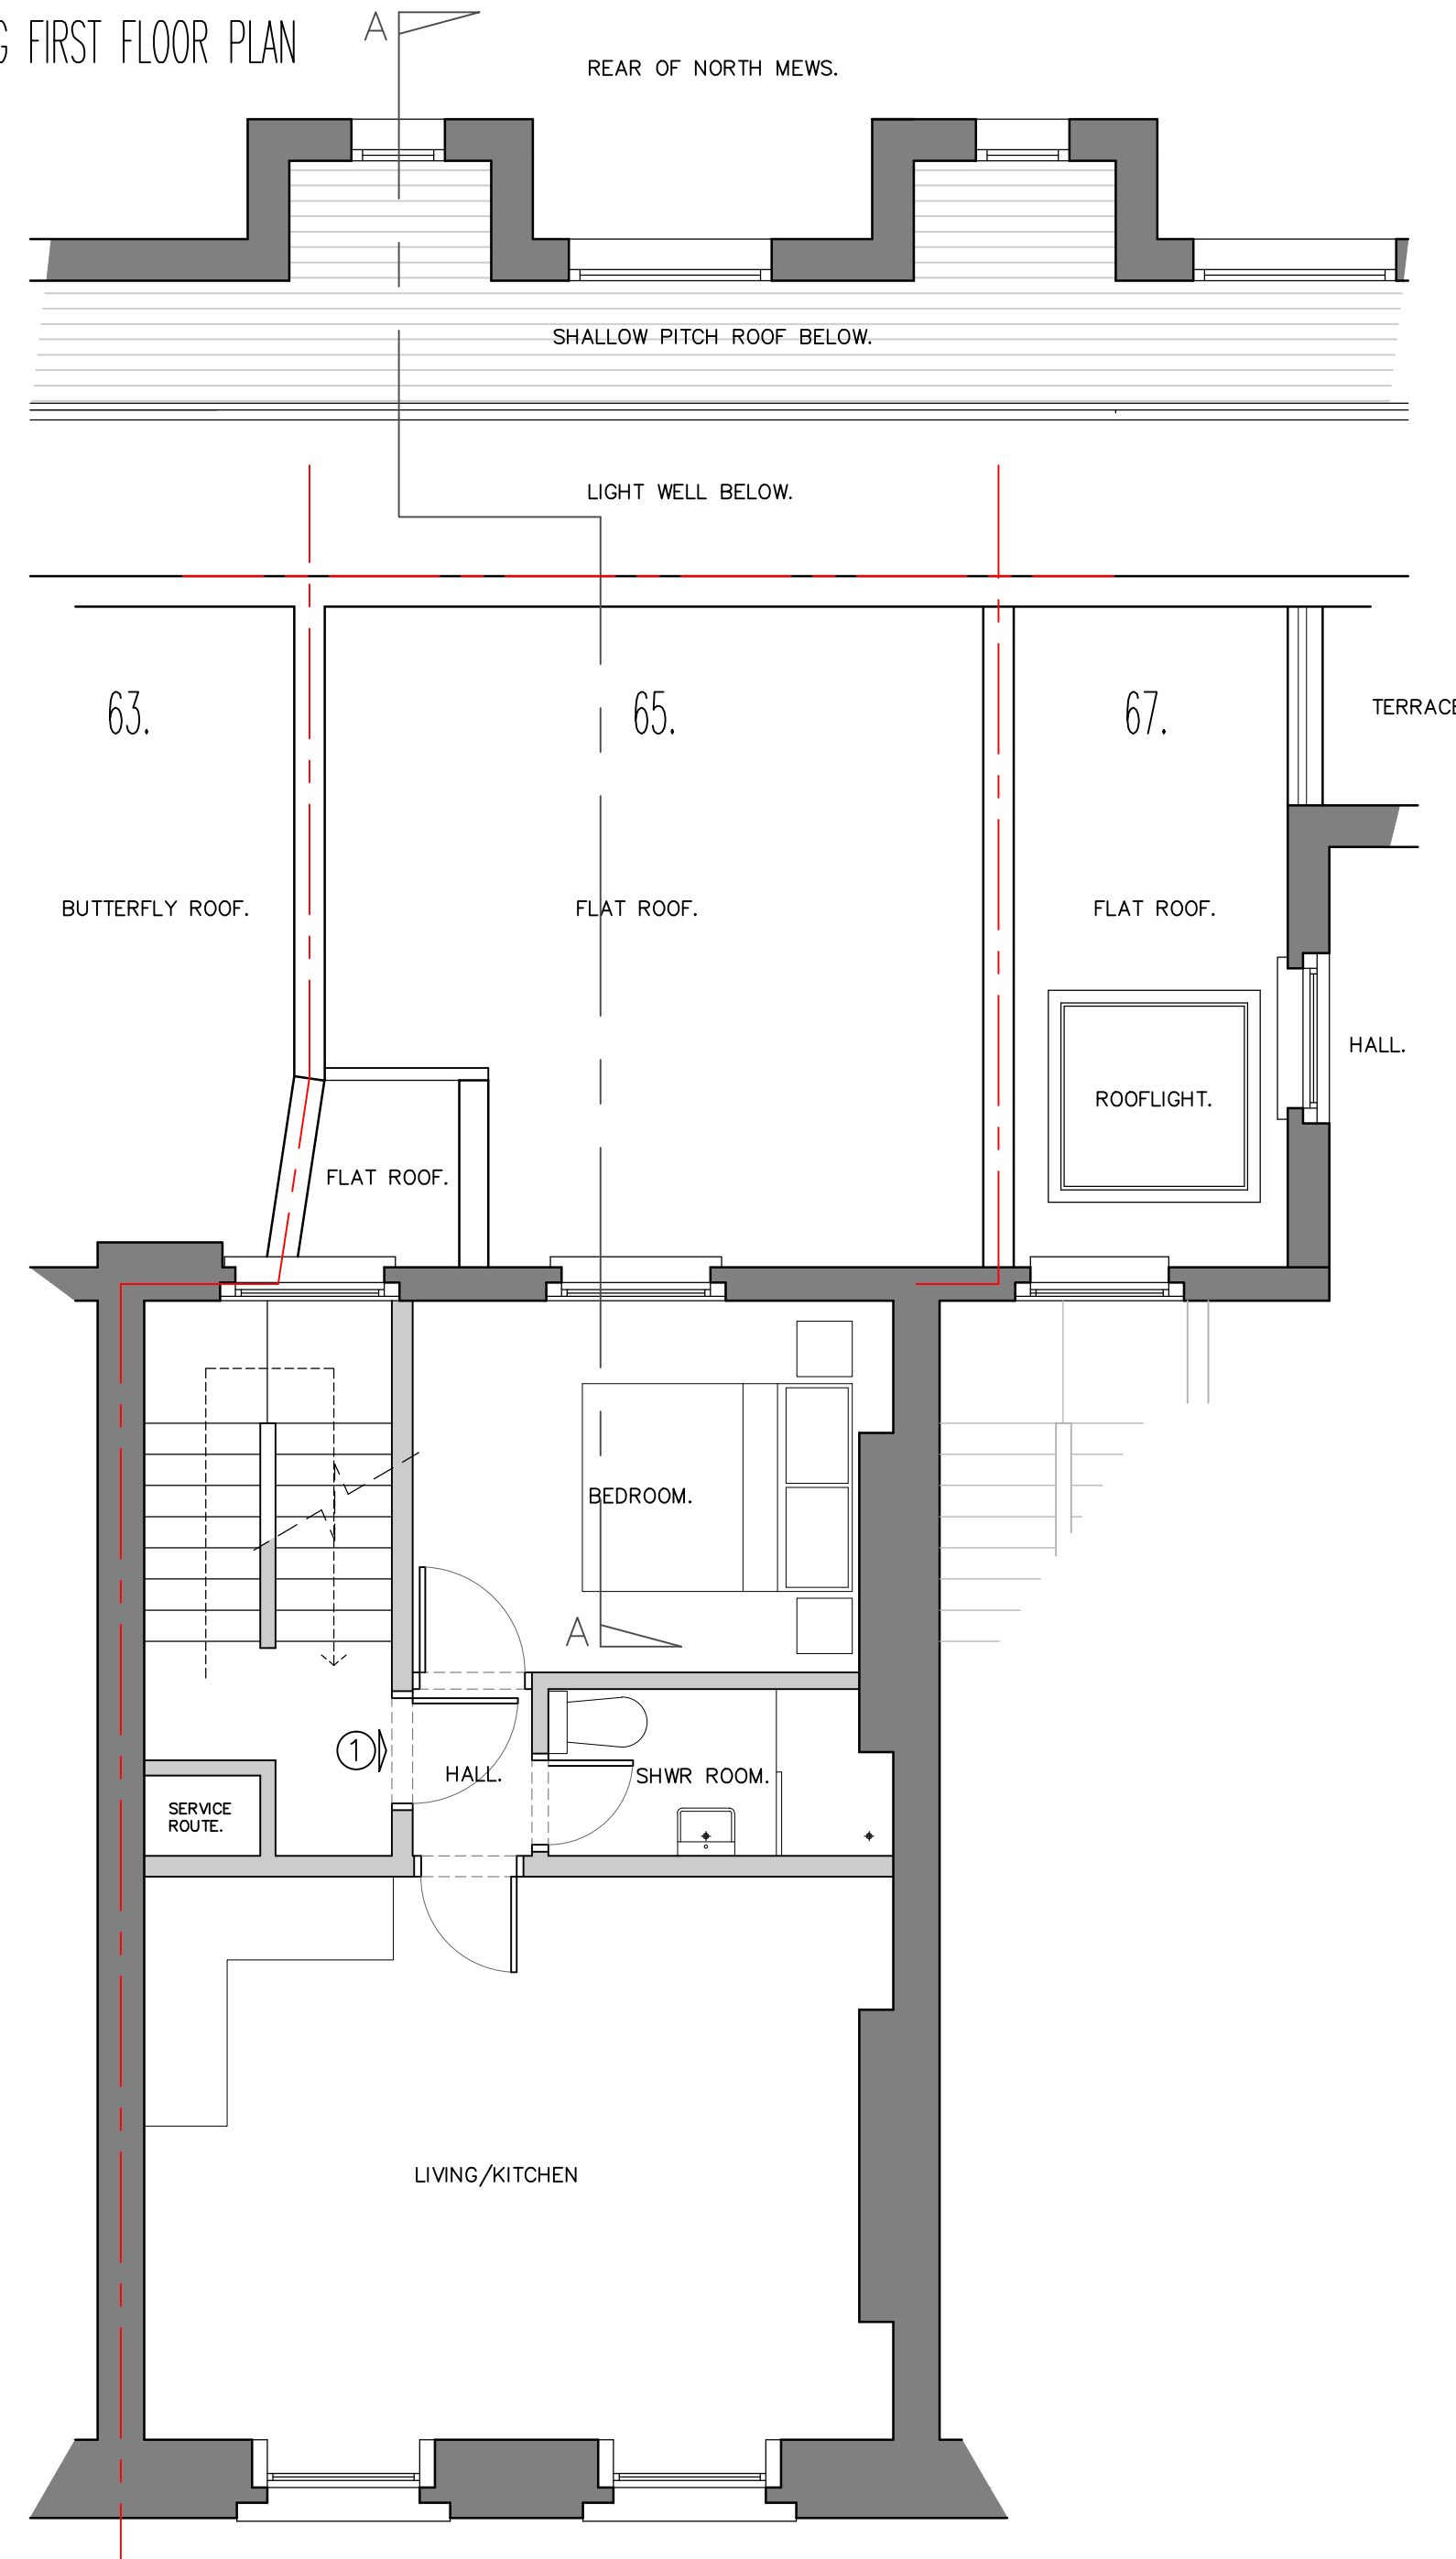 FIRST FLOOR PLAN
A
REAR OF NORTH MEWS.
SHALLOW PITCH ROOF BELOW.
LIGHT WELL BELOW.
63.
65.
67.
TERRACE
BUTTERFLY ROOF.
FLAT ROOF.
FLAT ROOF.
HALL.
ROOFLIGHT.
FLAT ROOF.
BEDROOM.
A
1
HALL.
SHWR ROOM.
SERVICE
ROUTE.
LIVING/KITCHEN